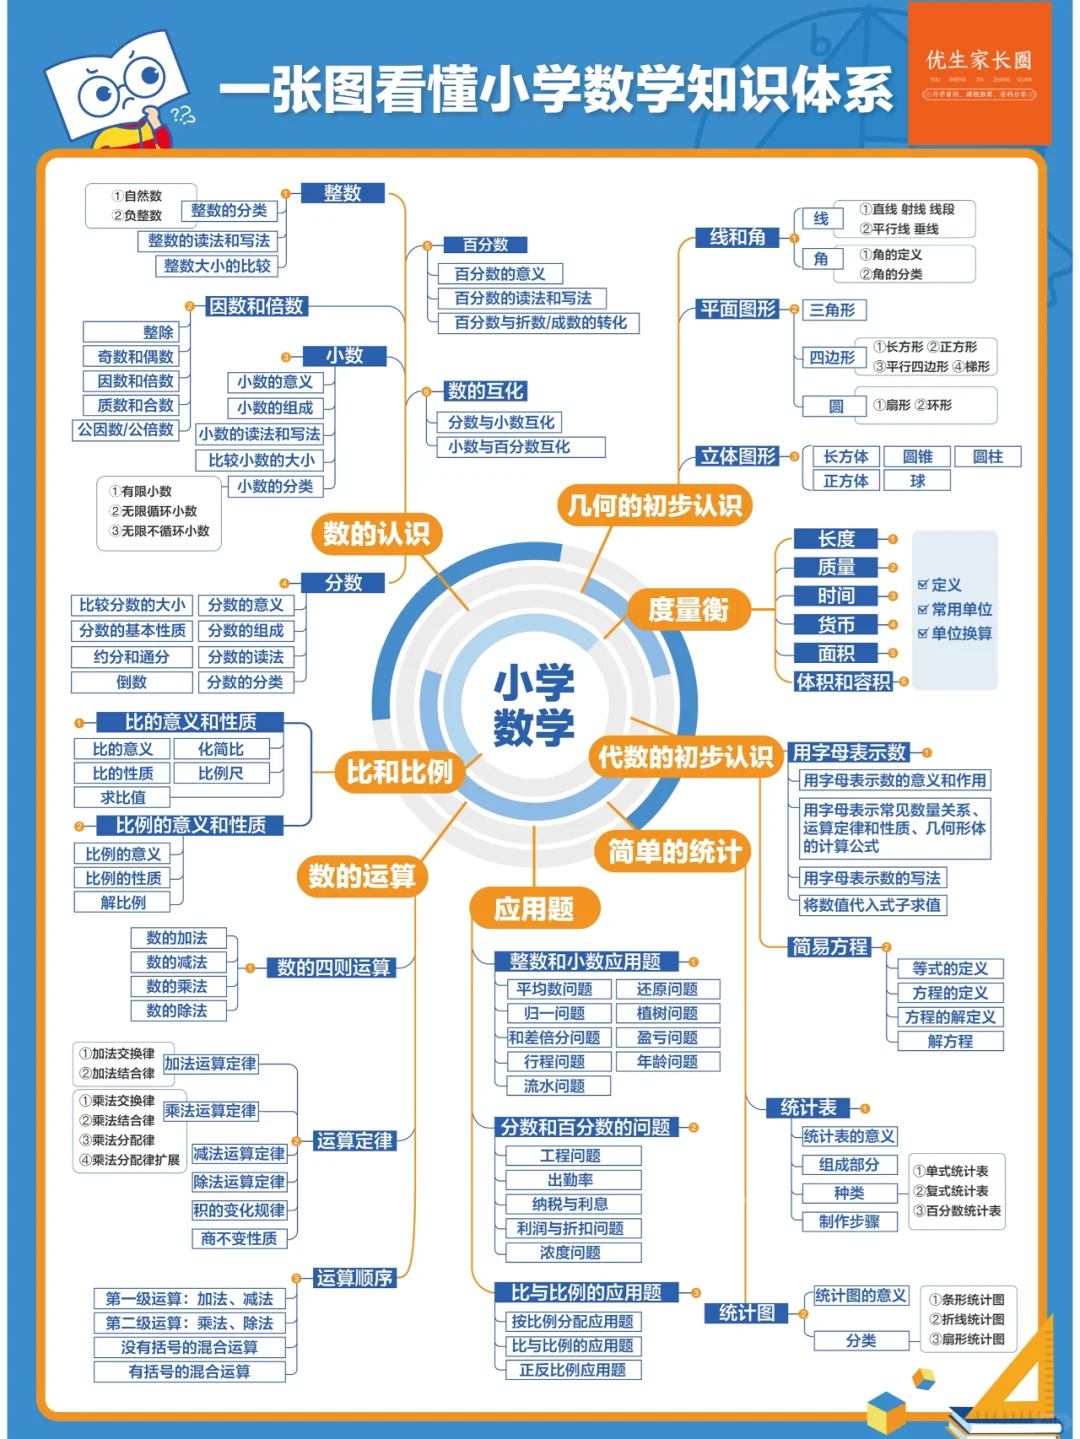 一张图看懂小学数学知识体系
优生家长圈
YOU SHENG JIA ZHANG QUAN
b
???
整数
①自然数
②负整数
整数的分类
整数的读法和写法
整数大小的比较
因数和倍数
整除
奇数和偶数
因数和倍数
质数和合数
公因数/公倍数
小数
小数的意义
小数的组成
小数的读法和写法
比较小数的大小
小数的分类
①有限小数
②无限循环小数
③无限不循环小数
数的认识
分数
比较分数的大小
分数的意义
分数的基本性质
分数的组成
约分和通分
分数的读法
倒数
分数的分类
百分数
百分数的意义
百分数的读法和写法
百分数与折数/成数的转化
数的互化
分数与小数互化
小数与百分数互化
线和角
线
①直线 射线 线段
②平行线 垂线
角
①角的定义
②角的分类
平面图形
三角形
四边形
①长方形 ②正方形
③平行四边形 ④梯形
圆
①扇形 ②环形
立体图形
长方体
圆锥
圆柱
正方体
球
几何的初步认识
度量衡
长度
质量
时间
货币
面积
体积和容积
定义
常用单位
单位换算
小学
数学
比和比例
比的意义和性质
比的意义
化简比
比的性质
比例尺
求比值
比例的意义和性质
比例的意义
比例的性质
解比例
代数的初步认识
用字母表示数
用字母表示数的意义和作用
用字母表示常见数量关系、
运算定律和性质、几何形体
的计算公式
用字母表示数的写法
将数值代入式子求值
简易方程
等式的定义
方程的定义
方程的解定义
解方程
数的运算
数的四则运算
数的加法
数的减法
数的乘法
数的除法
运算定律
①加法交换律
②加法结合律
加法运算定律
①乘法交换律
②乘法结合律
③乘法分配律
④乘法分配律扩展
乘法运算定律
减法运算定律
除法运算定律
积的变化规律
商不变性质
运算顺序
第一级运算：加法、减法
第二级运算：乘法、除法
没有括号的混合运算
有括号的混合运算
应用题
整数和小数应用题
平均数问题
还原问题
归一问题
植树问题
和差倍分问题
盈亏问题
行程问题
年龄问题
流水问题
分数和百分数的问题
工程问题
出勤率
纳税与利息
利润与折扣问题
浓度问题
比与比例的应用题
按比例分配应用题
比与比例的应用题
正反比例应用题
简单的统计
统计表
统计表的意义
组成部分
种类
①单式统计表
②复式统计表
③百分数统计表
制作步骤
统计图
统计图的意义
分类
①条形统计图
②折线统计图
③扇形统计图